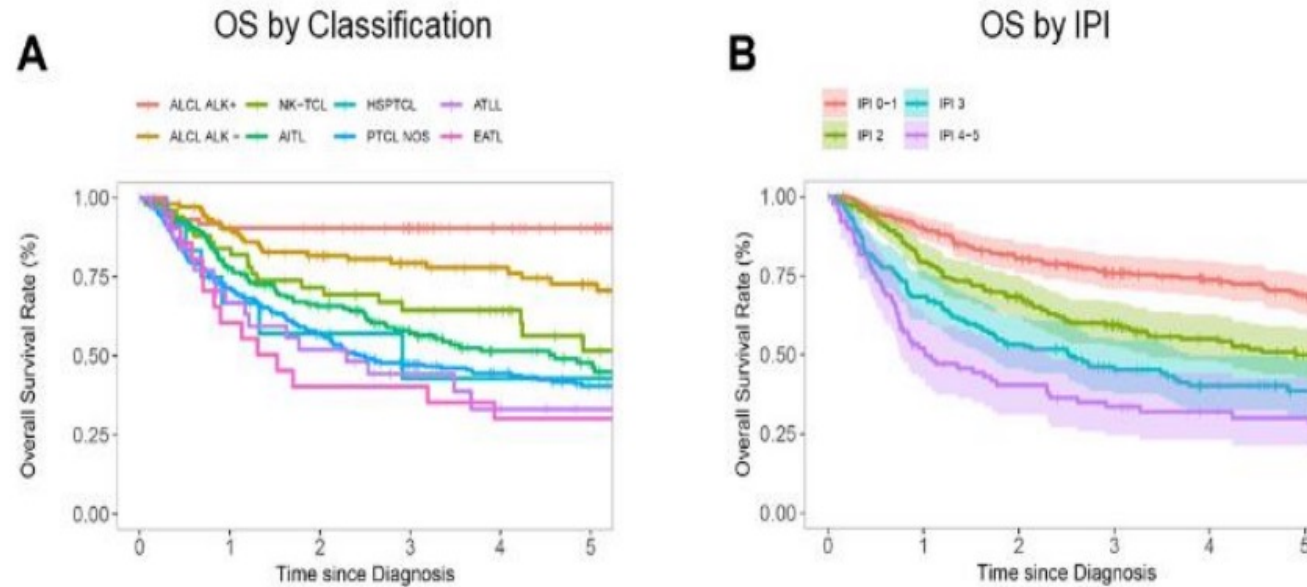 OS by Classification
A
ALCL ALK+ NK-TCL HSPTCL ATLL
ALCL ALK - AITL PTCL NOS EATL
Overall Survival Rate (%)
1.00
0.75
0.50
0.25
0.00
0 1 2 3 4 5
Time since Diagnosis
OS by IPI
B
IPI 0-1 IPI 3
IPI 2 IPI 4-5
Overall Survival Rate (%)
1.00
0.75
0.50
0.25
0.00
0 1 2 3 4 5
Time since Diagnosis